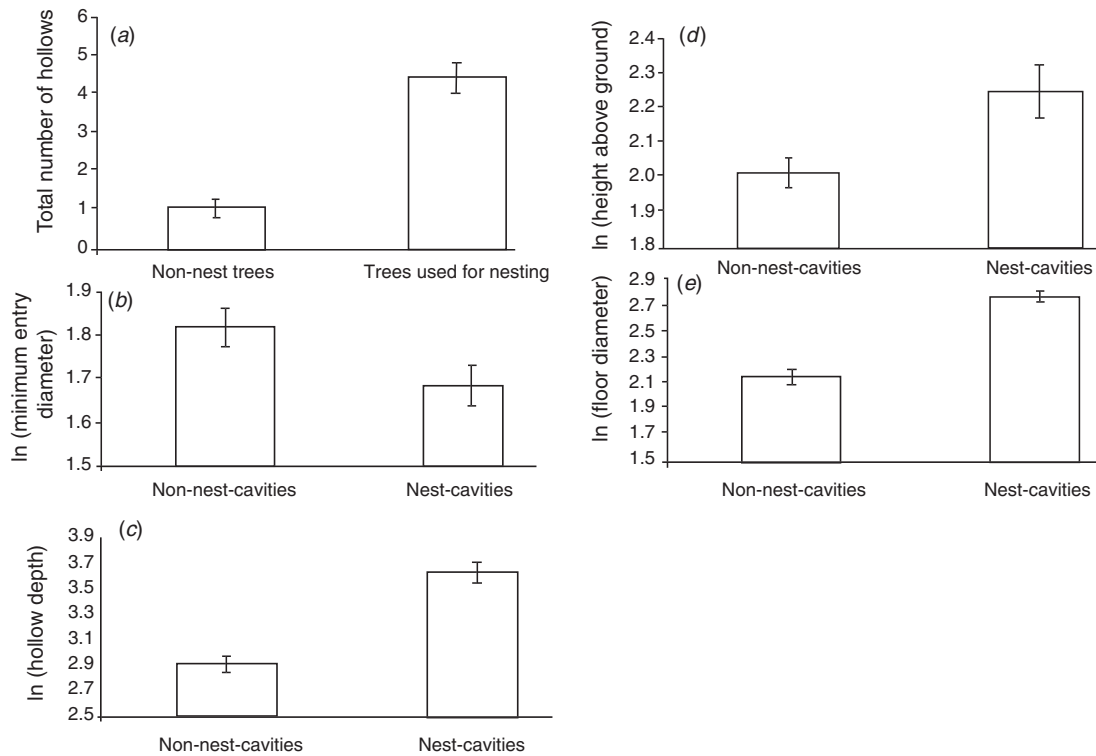 (a)
Total number of hollows
6
5
4
3
2
1
0
Non-nest trees
Trees used for nesting
(b)
ln (minimum entry
diameter)
1.9
1.8
1.7
1.6
1.5
Non-nest-cavities
Nest-cavities
(c)
ln (hollow depth)
3.9
3.7
3.5
3.3
3.1
2.9
2.7
2.5
Non-nest-cavities
Nest-cavities
(d)
ln (height above ground)
2.4
2.3
2.2
2.1
2.0
1.9
1.8
Non-nest-cavities
Nest-cavities
(e)
ln (floor diameter)
2.9
2.7
2.5
2.3
2.1
1.9
1.7
1.5
Non-nest-cavities
Nest-cavities